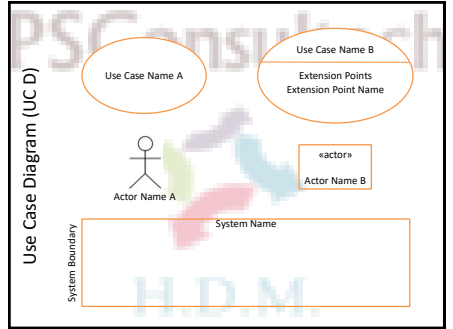 PSConsultech
Use Case Diagram (UC D)
Use Case Name A
Use Case Name B
Extension Points
Extension Point Name
Actor Name A
«actor»
Actor Name B
System Name
System Boundary
H.D.M.